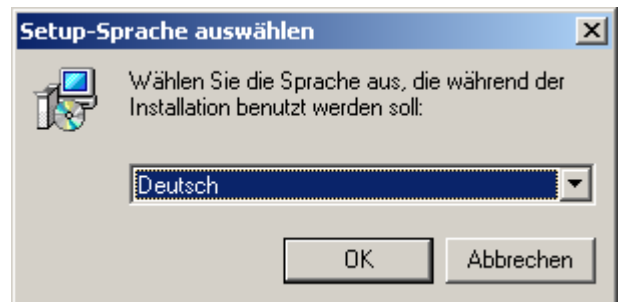 Setup-Sprache auswählen
Wählen Sie die Sprache aus, die während der
Installation benutzt werden soll:
Deutsch
OK
Abbrechen